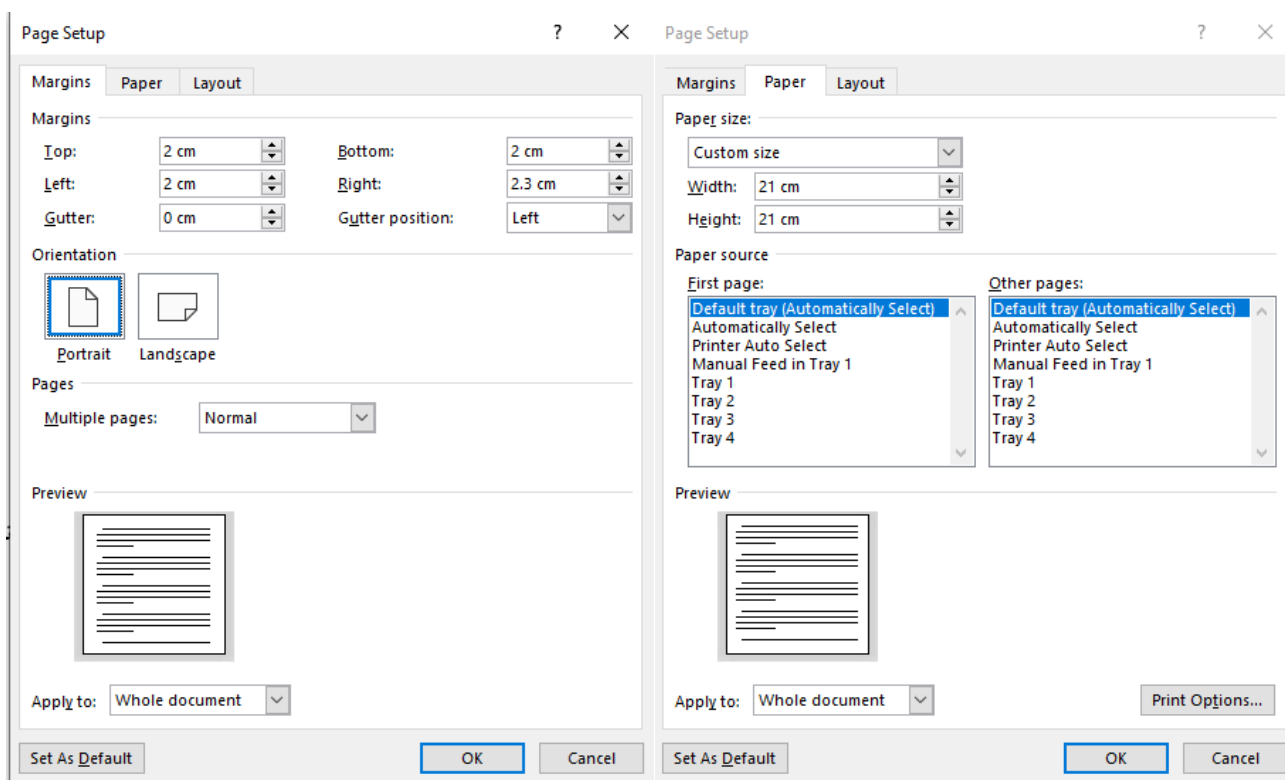 Page Setup ?
Margins Paper Layout
Margins
Top: 2 cm Bottom: 2 cm
Left: 2 cm Right: 2.3 cm
Gutter: 0 cm Gutter position: Left
Orientation
Portrait Landscape
Pages
Multiple pages: Normal
Preview
Apply to: Whole document
Set As Default OK Cancel
Page Setup ?
Margins Paper Layout
Paper size:
Custom size
Width: 21 cm
Height: 21 cm
Paper source
First page: Other pages:
Default tray (Automatically Select) Default tray (Automatically Select)
Automatically Select Automatically Select
Printer Auto Select Printer Auto Select
Manual Feed in Tray 1 Manual Feed in Tray 1
Tray 1 Tray 1
Tray 2 Tray 2
Tray 3 Tray 3
Tray 4 Tray 4
Preview
Apply to: Whole document Print Options...
Set As Default OK Cancel